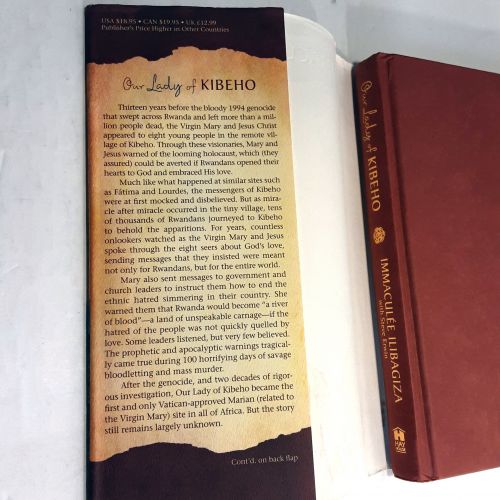 USA $18.95 • CAN $19.95 • UK £12.99
Publisher's Price Higher in Other Countries
Our Lady of KIBEHO
Thirteen years before the bloody 1994 genocide
that swept across Rwanda and left more than a mil-
lion people dead, the Virgin Mary and Jesus Christ
appeared to eight young people in the remote vil-
lage of Kibeho. Through these visionaries, Mary and
Jesus warned of the looming holocaust, which (they
assured) could be averted if Rwandans opened their
hearts to God and embraced His love.
Much like what happened at similar sites such
as Fátima and Lourdes, the messengers of Kibeho
were at first mocked and disbelieved. But as mira-
cle after miracle occurred in the tiny village, tens
of thousands of Rwandans journeyed to Kibeho
to behold the apparitions. For years, countless
onlookers watched as the Virgin Mary and Jesus
spoke through the eight seers about God's love,
sending messages that they insisted were meant
not only for Rwandans, but for the entire world.
Mary also sent messages to government and
church leaders to instruct them how to end the
ethnic hatred simmering in their country. She
warned them that Rwanda would become "a river
of blood"—a land of unspeakable carnage—if the
hatred of the people was not quickly quelled by
love. Some leaders listened, but very few believed.
The prophetic and apocalyptic warnings tragical-
ly came true during 100 horrifying days of savage
bloodletting and mass murder.
After the genocide, and two decades of rigor-
ous investigation, Our Lady of Kibeho became the
first and only Vatican-approved Marian (related to
the Virgin Mary) site in all of Africa. But the story
still remains largely unknown.
Cont'd. on back flap
Our Lady of KIBEHO
IMMACULÉE ILIBAGIZA
with Steve Erwin
HAY
HOUSE